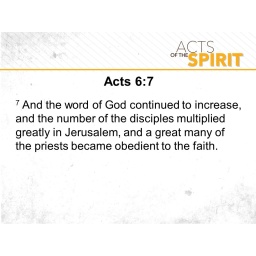 ACTS
OF THE SPIRIT
Acts 6:7
7 And the word of God continued to increase,
and the number of the disciples multiplied
greatly in Jerusalem, and a great many of
the priests became obedient to the faith.